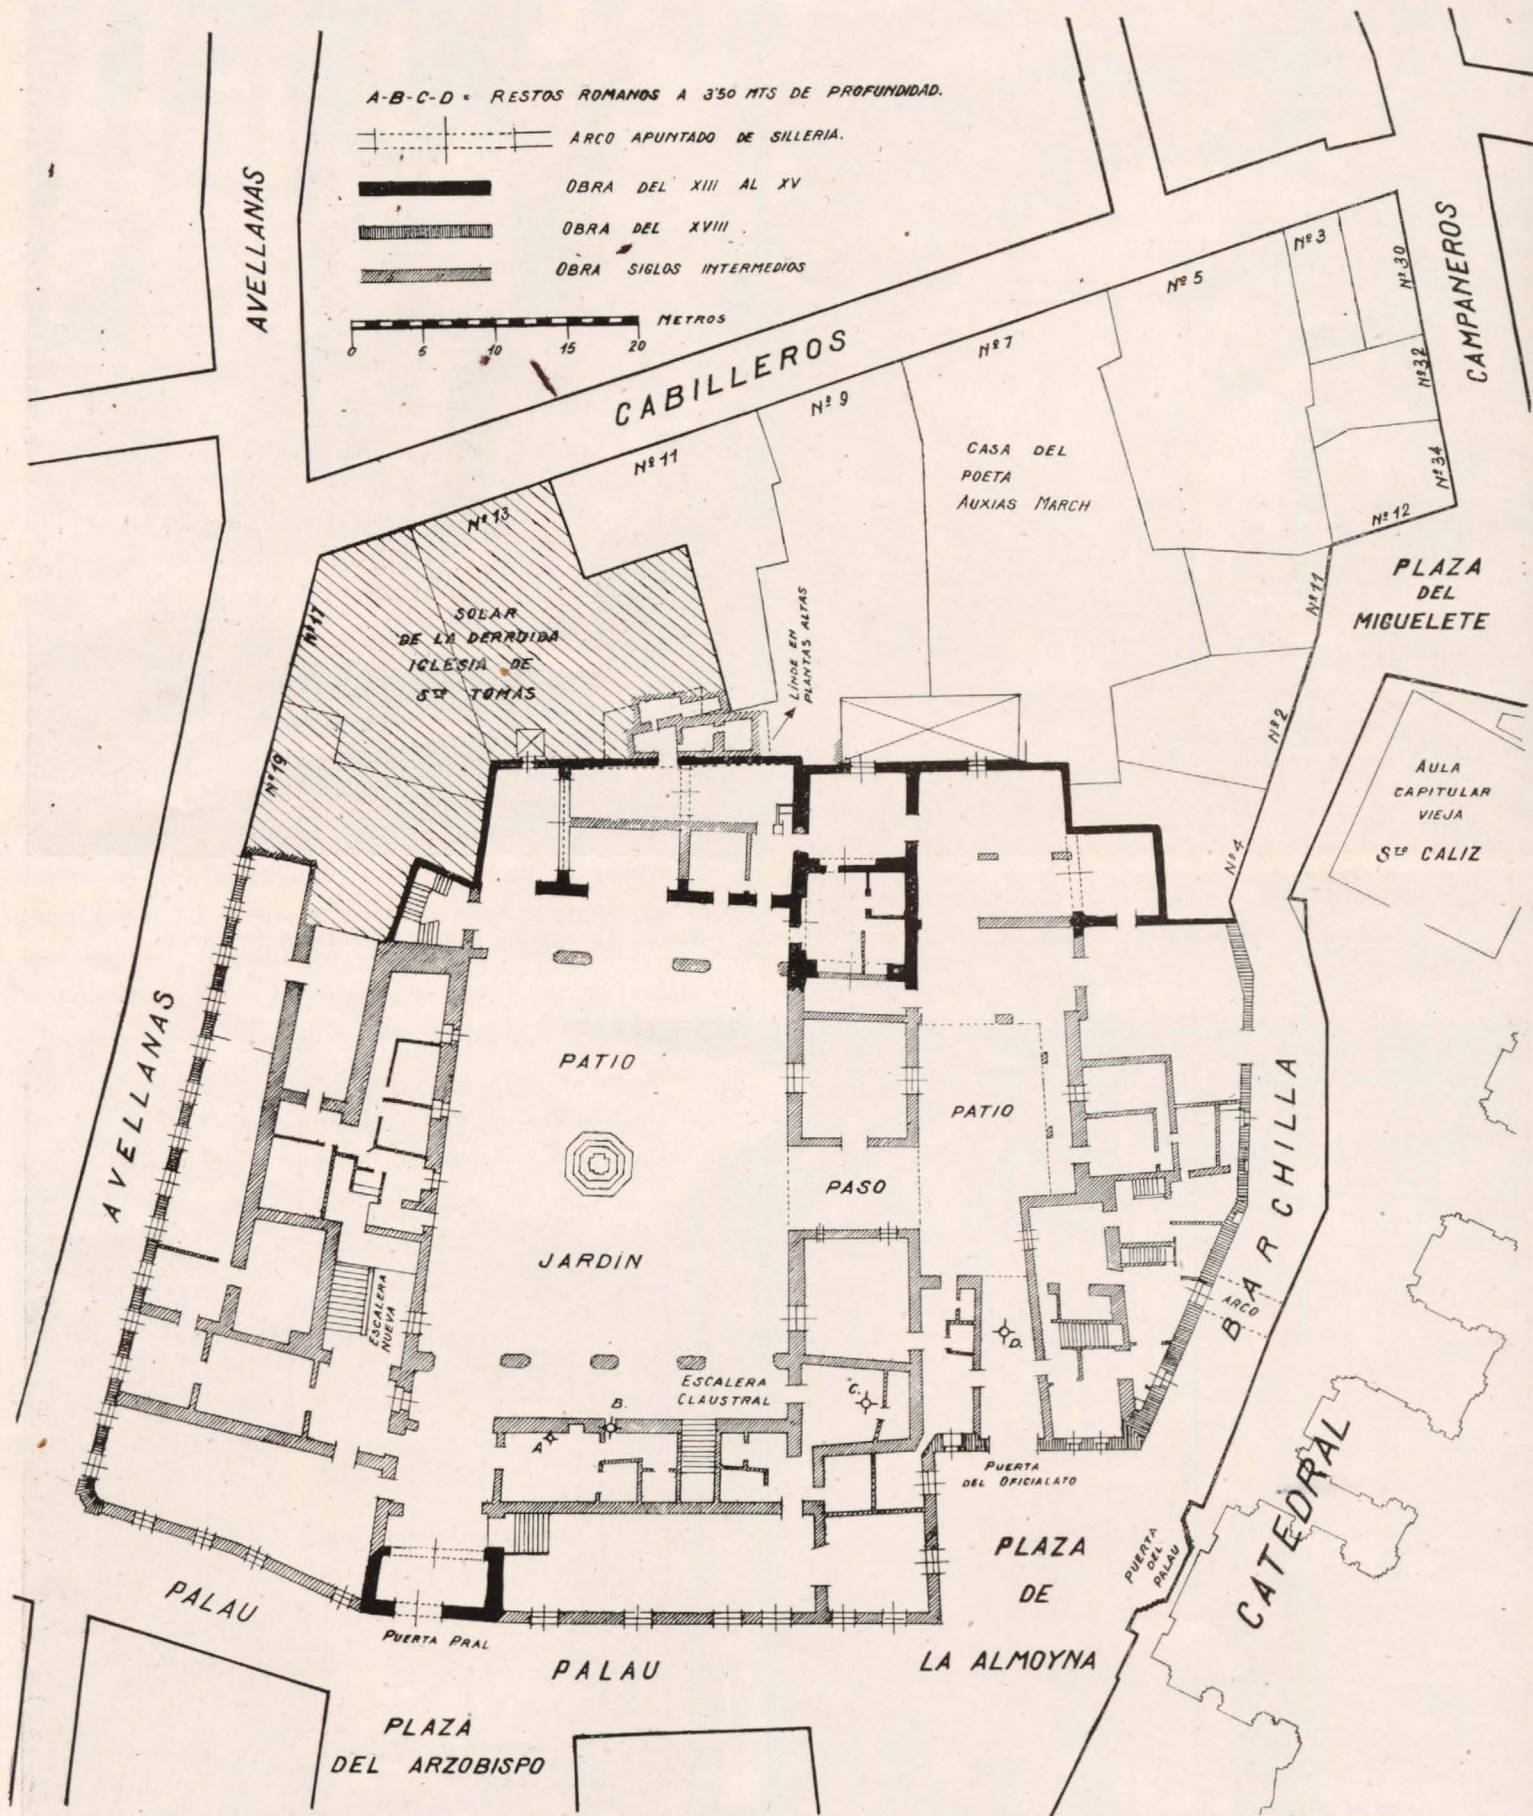 A-B-C-D = RESTOS ROMANOS A 3'50 MTS DE PROFUNDIDAD.
ARCO APUNTADO DE SILLERIA.
OBRA DEL XIII AL XV
OBRA DEL XVIII.
OBRA SIGLOS INTERMEDIOS
METROS
0 5 10 15 20
AVELLANAS
CABILLEROS
CAMPANEROS
Nº 3
Nº 5
Nº 7
Nº 9
Nº 11
Nº 13
Nº 17
Nº 19
Nº 30
Nº 32
Nº 34
Nº 12
Nº 11
Nº 2
Nº 4
CASA DEL
POETA
AUXIAS MARCH
PLAZA
DEL
MIGUELETE
SOLAR
DE LA DERRUIDA
IGLESIA DE
Sto TOMAS
LINDE EN
PLANTAS ALTAS
AULA
CAPITULAR
VIEJA
Sto CALIZ
AVELLANAS
PATIO
JARDIN
PATIO
PASO
BARCHILLA
ARCO
ESCALERA
NUEVA
ESCALERA
CLAUSTRAL
A
B.
C.
D.
PUERTA
DEL OFICIALATO
PUERTA
DEL
PALAU
CATEDRAL
PLAZA
DE
LA ALMOYNA
PALAU
PUERTA PRAL
PALAU
PLAZA
DEL ARZOBISPO